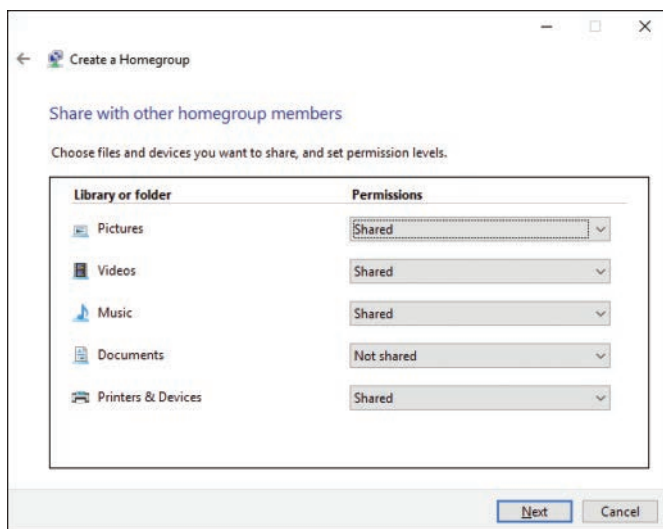 Create a Homegroup
Share with other homegroup members
Choose files and devices you want to share, and set permission levels.
Library or folder Permissions
Pictures Shared
Videos Shared
Music Shared
Documents Not shared
Printers & Devices Shared
Next Cancel